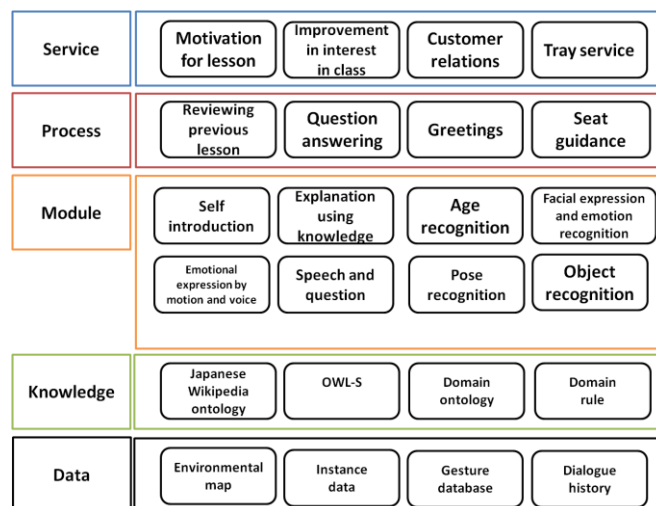 Service
Motivation
for lesson
Improvement
in interest
in class
Customer
relations
Tray service
Process
Reviewing
previous
lesson
Question
answering
Greetings
Seat
guidance
Module
Self
introduction
Explanation
using
knowledge
Age
recognition
Facial expression
and emotion
recognition
Emotional
expression by
motion and voice
Speech and
question
Pose
recognition
Object
recognition
Knowledge
Japanese
Wikipedia
ontology
OWL-S
Domain
ontology
Domain
rule
Data
Environmental
map
Instance
data
Gesture
database
Dialogue
history